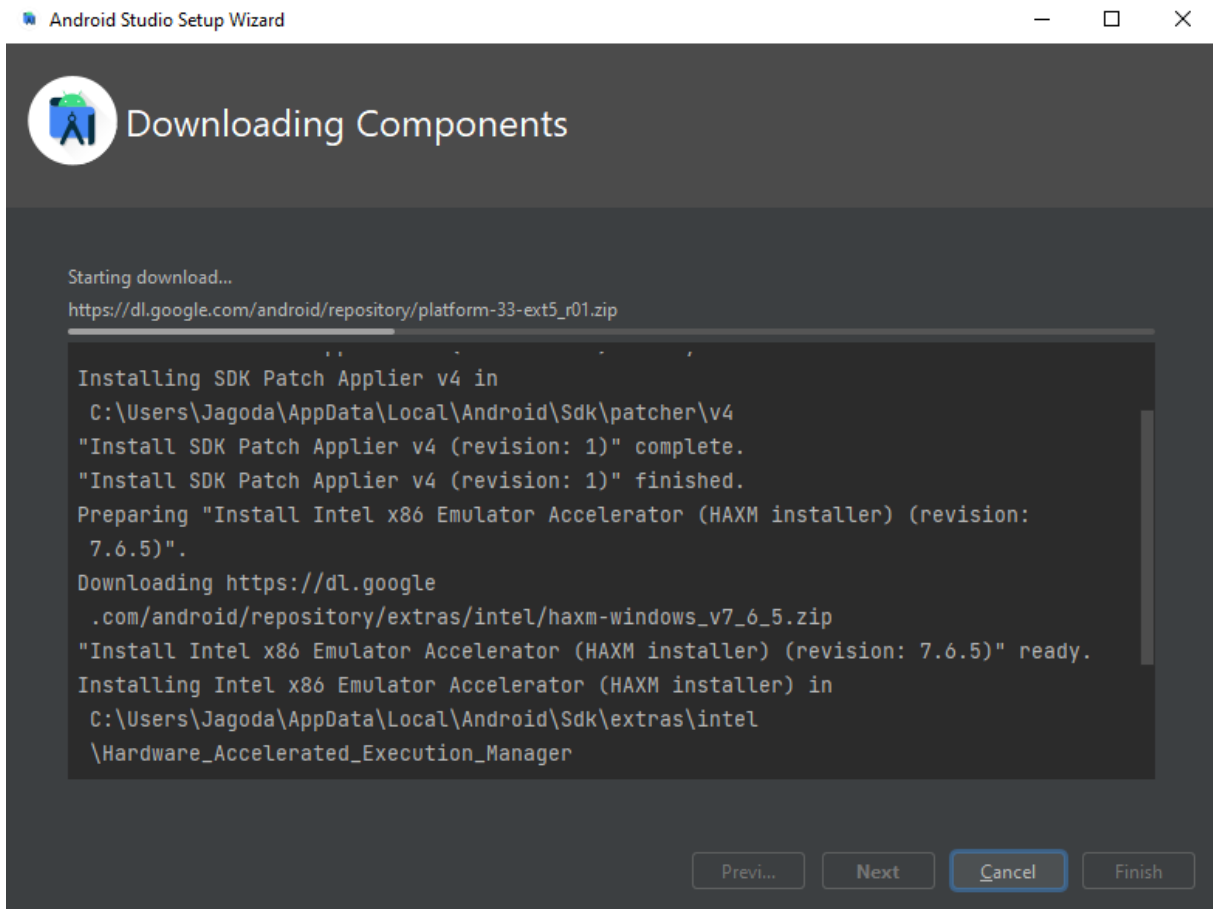 Android Studio Setup Wizard
Downloading Components
Starting download...
https://dl.google.com/android/repository/platform-33-ext5_r01.zip
Installing SDK Patch Applier v4 in
C:\Users\Jagoda\AppData\Local\Android\Sdk\patcher\v4
"Install SDK Patch Applier v4 (revision: 1)" complete.
"Install SDK Patch Applier v4 (revision: 1)" finished.
Preparing "Install Intel x86 Emulator Accelerator (HAXM installer) (revision:
7.6.5)".
Downloading https://dl.google
.com/android/repository/extras/intel/haxm-windows_v7_6_5.zip
"Install Intel x86 Emulator Accelerator (HAXM installer) (revision: 7.6.5)" ready.
Installing Intel x86 Emulator Accelerator (HAXM installer) in
C:\Users\Jagoda\AppData\Local\Android\Sdk\extras\intel
\Hardware_Accelerated_Execution_Manager
Previ... Next Cancel Finish